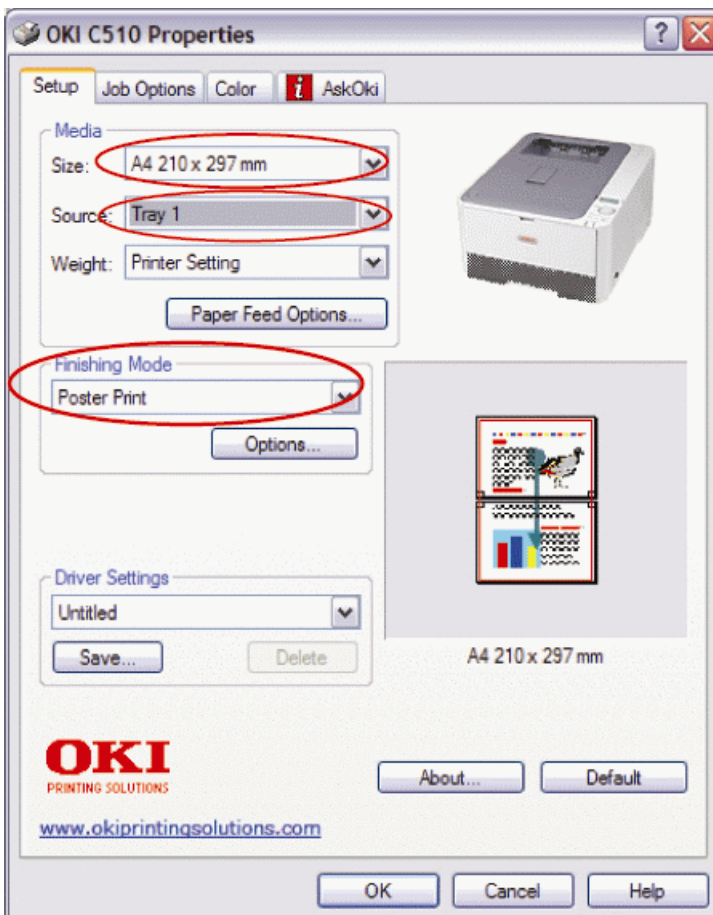 OKI C510 Properties
Setup Job Options Color i AskOki
Media
Size: A4 210 x 297 mm
Source: Tray 1
Weight: Printer Setting
Paper Feed Options...
Finishing Mode
Poster Print
Options...
Driver Settings
Untitled
Save... Delete
A4 210 x 297 mm
OKI
PRINTING SOLUTIONS
About... Default
www.okiprintingsolutions.com
OK Cancel Help